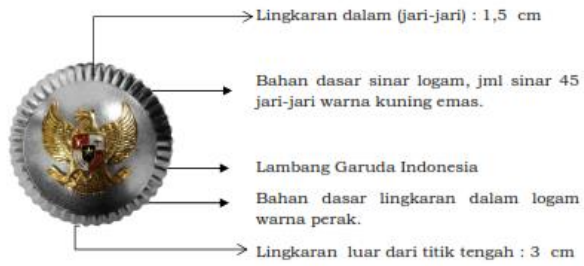 Lingkaran dalam (jari-jari) : 1,5 cm
Bahan dasar sinar logam, jml sinar 45
jari-jari warna kuning emas.
Lambang Garuda Indonesia
Bahan dasar lingkaran dalam logam
warna perak.
Lingkaran luar dari titik tengah : 3 cm